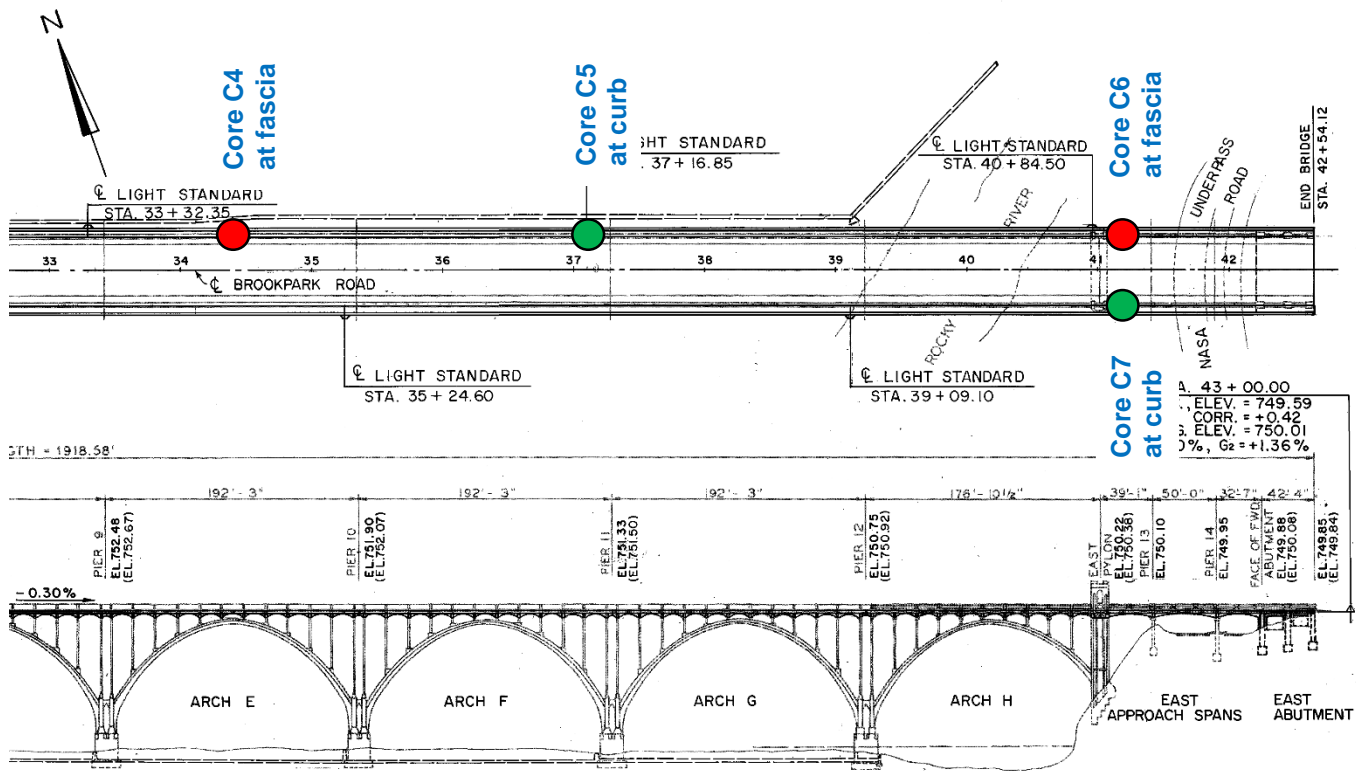 N
Core C4
at fascia
Core C5
at curb
Core C6
at fascia
GHT STANDARD
. 37 + 16.85
℄ LIGHT STANDARD
STA. 40 + 84.50
END BRIDGE
STA. 42 + 54.12
℄ LIGHT STANDARD
STA. 33 + 32.35
UNDERPASS
ROAD
RIVER
33 34 35 36 37 38 39 40 41 42
℄ BROOKPARK ROAD
ROCKY
NASA
℄ LIGHT STANDARD
STA. 35 + 24.60
℄ LIGHT STANDARD
STA. 39 + 09.10
Core C7
at curb
A. 43 + 00.00
., ELEV. = 749.59
CORR. = +0.42
G. ELEV. = 750.01
0%, G2 = +1.36%
GTH = 1918.58'
192'-3" 192'-3" 192'-3" 176'-10 1/2" 39'-1" 50'-0" 32'-7" 42'-4"
PIER 9
EL.752.48
(EL.752.67)
PIER 10
EL.751.90
(EL.752.07)
PIER 11
EL.751.33
(EL.751.50)
PIER 12
EL.750.75
(EL.750.92)
EAST
PYLON
EL.750.22
(EL.750.38)
PIER 13
EL.750.10
PIER 14
EL.749.95
FACE OF FWD.
ABUTMENT
EL.749.88
(EL.750.08)
EL.749.85
(EL.749.84)
-0.30%
ARCH E
ARCH F
ARCH G
ARCH H
EAST
APPROACH SPANS
EAST
ABUTMENT